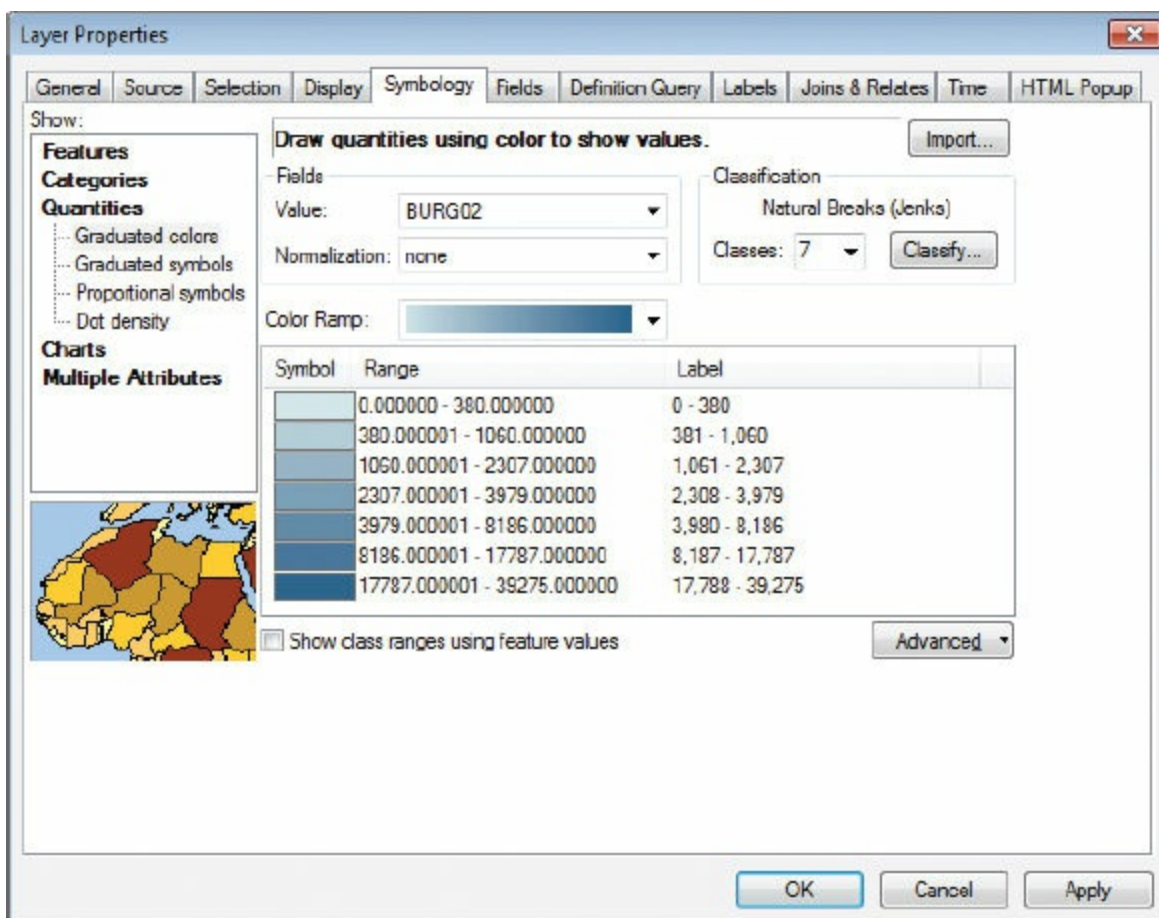 Layer Properties
General Source Selection Display Symbology Fields Definition Query Labels Joins & Relates Time HTML Popup
Show:
Features
Categories
Quantities
Graduated colors
Graduated symbols
Proportional symbols
Dot density
Charts
Multiple Attributes
Draw quantities using color to show values.
Import...
Fields
Value: BURG02
Normalization: none
Classification
Natural Breaks (Jenks)
Classes: 7 Classify...
Color Ramp:
Symbol Range Label
0.000000 - 380.000000 0 - 380
380.000001 - 1060.000000 381 - 1,060
1060.000001 - 2307.000000 1,061 - 2,307
2307.000001 - 3979.000000 2,308 - 3,979
3979.000001 - 8186.000000 3,980 - 8,186
8186.000001 - 17787.000000 8,187 - 17,787
17787.000001 - 39275.000000 17,788 - 39,275
Show class ranges using feature values
Advanced
OK Cancel Apply